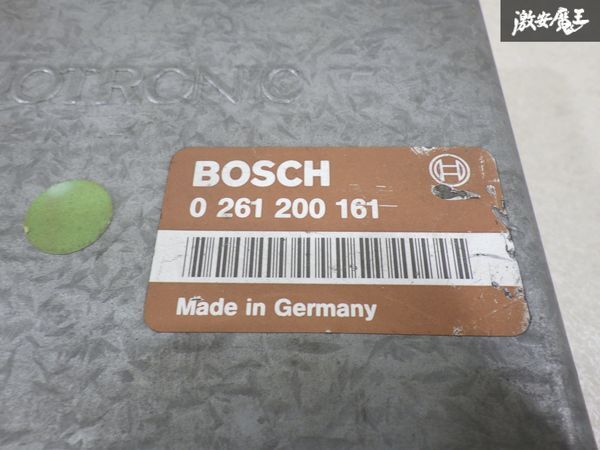 激安魔王
OTRONIC
BOSCH
0 261 200 161
Made in Germany